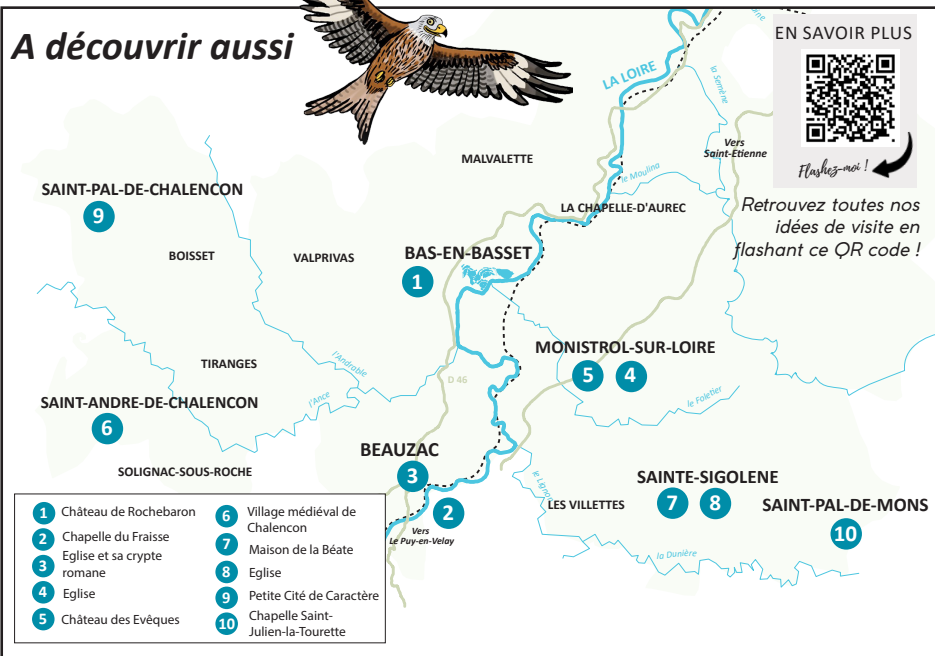 A découvrir aussi
EN SAVOIR PLUS
Flashez-moi !
Retrouvez toutes nos
idées de visite en
flashant ce QR code !
LA LOIRE
la Semène
Vers
Saint-Etienne
MALVALETTE
le Moulina
SAINT-PAL-DE-CHALENCON
9
LA CHAPELLE-D'AUREC
BOISSET
VALPRIVAS
BAS-EN-BASSET
1
MONISTROL-SUR-LOIRE
5
4
TIRANGES
l'Andrable
D 46
l'Ance
le Foletier
SAINT-ANDRE-DE-CHALENCON
6
BEAUZAC
3
SOLIGNAC-SOUS-ROCHE
le Lignon
SAINTE-SIGOLENE
7
8
LES VILLETTES
SAINT-PAL-DE-MONS
10
2
Vers
Le Puy-en-Velay
la Dunière
1 Château de Rochebaron
2 Chapelle du Fraisse
3 Eglise et sa crypte
romane
4 Eglise
5 Château des Evêques
6 Village médiéval de
Chalencon
7 Maison de la Béate
8 Eglise
9 Petite Cité de Caractère
10 Chapelle Saint-
Julien-la-Tourette